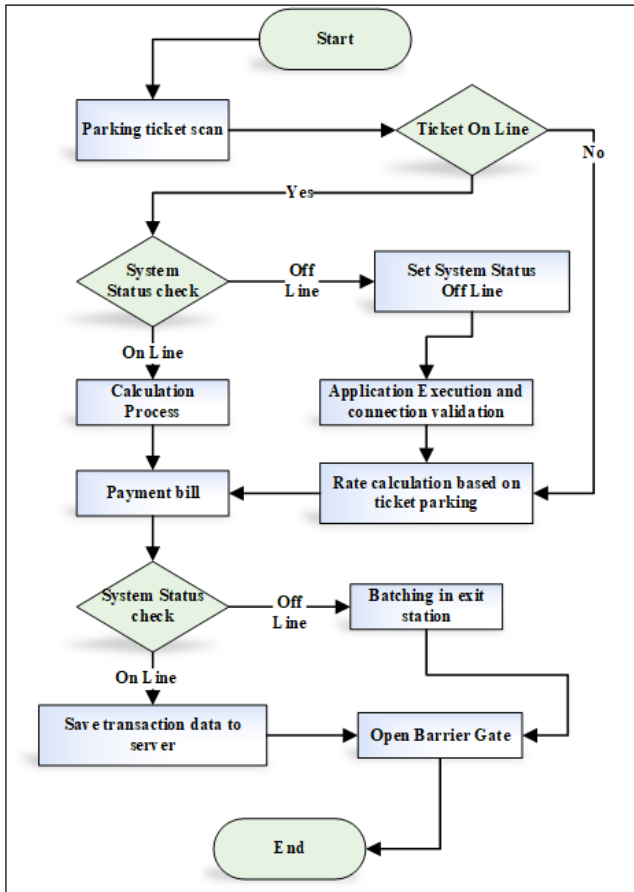 Start
Parking ticket scan
Ticket On Line
No
Yes
System
Status check
Off
Line
Set System Status
Off Line
On Line
Calculation
Process
Application Execution and
connection validation
Payment bill
Rate calculation based on
ticket parking
System Status
check
Off
Line
Batching in exit
station
On Line
Save transaction data to
server
Open Barrier Gate
End